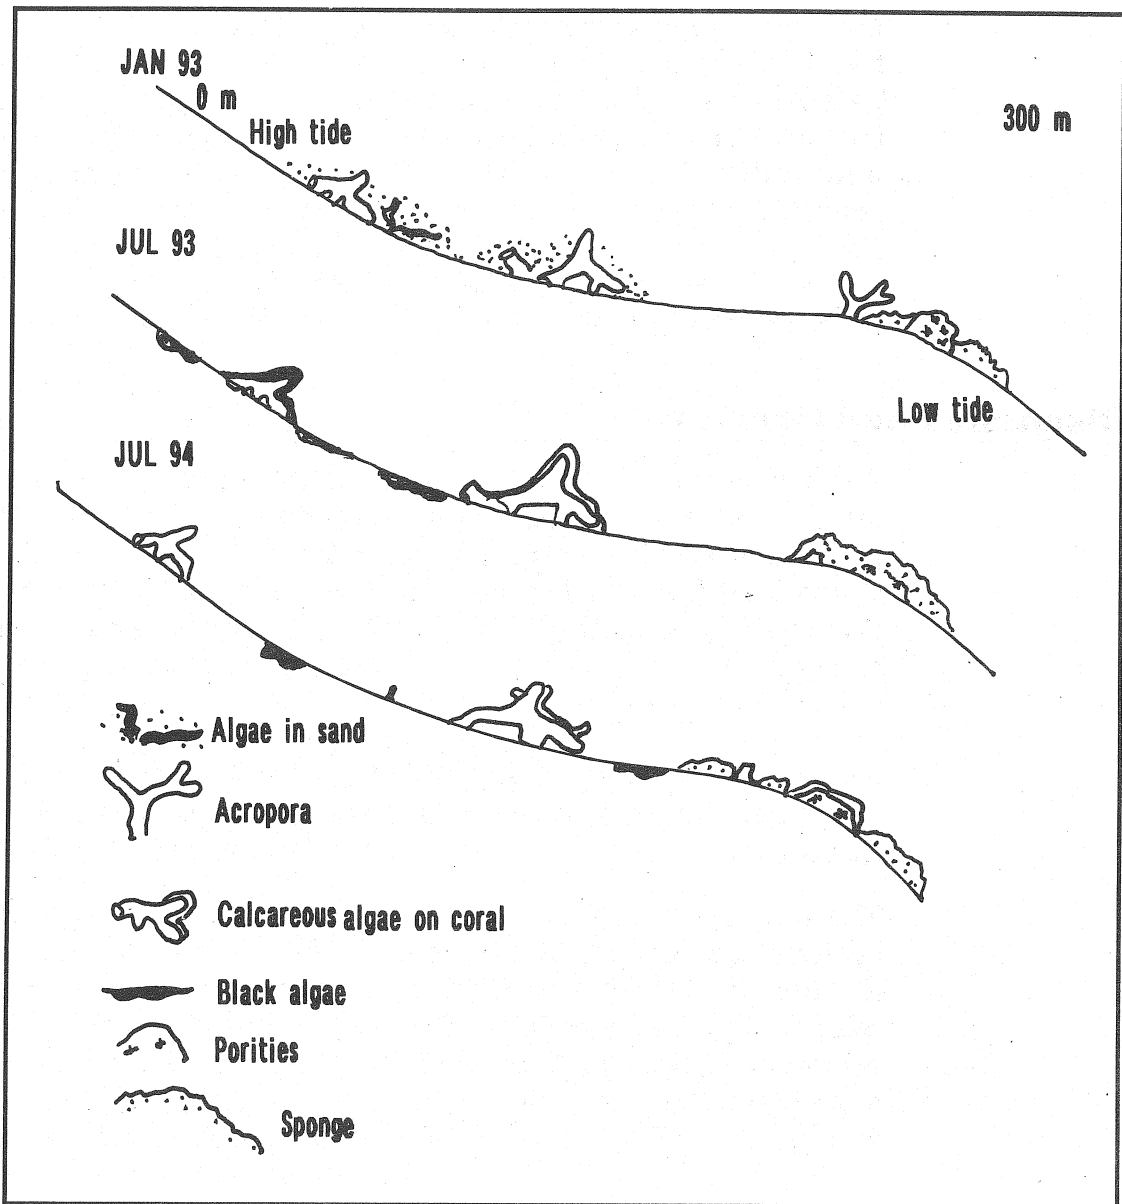 JAN 93
0 m
300 m
High tide
JUL 93
Low tide
JUL 94
Algae in sand
Acropora
Calcareous algae on coral
Black algae
Porities
Sponge